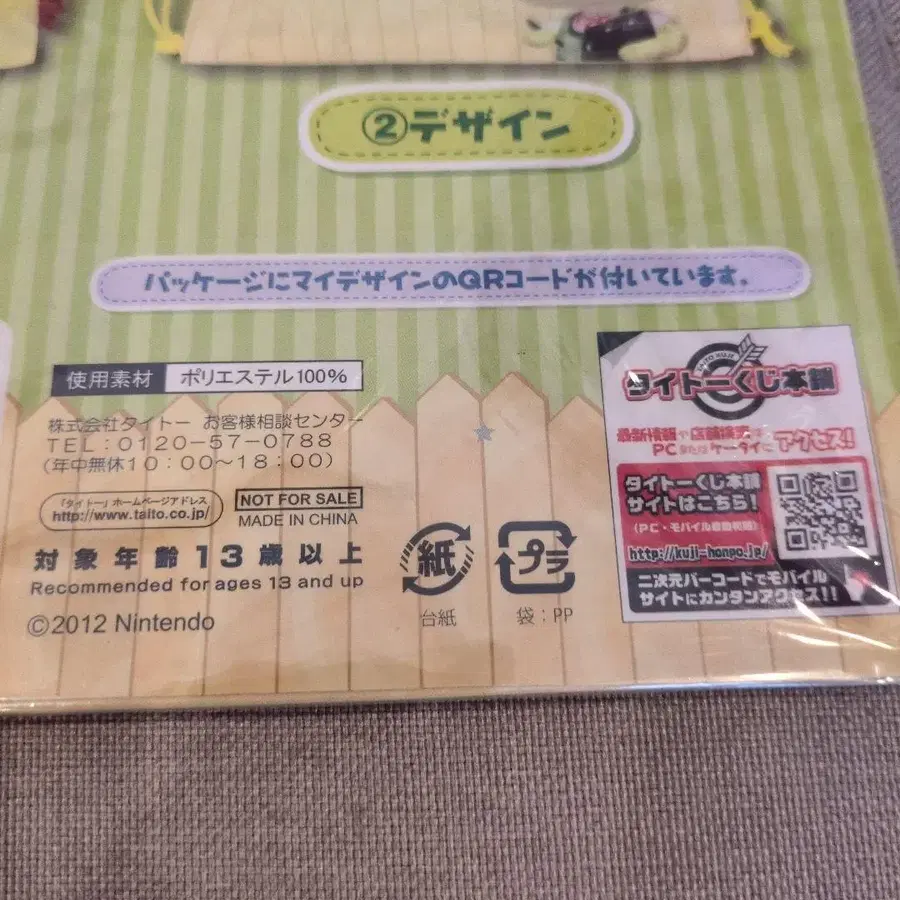 ②デザイン
パッケージにマイデザインのQRコードが付いています。
使用素材 ポリエステル100%
株式会社タイトー お客様相談センター
TEL:0120-57-0788
(年中無休10:00〜18:00)
「タイトー」ホームページアドレス
http://www.taito.co.jp/
NOT FOR SALE
MADE IN CHINA
対象年齢13歳以上
Recommended for ages 13 and up
©2012 Nintendo
紙
台紙
プラ
袋:PP
TAITO KUJI
タイトーくじ本舗
最新情報や店舗検索
PCまたはケータイに アクセス!
タイトーくじ本舗
サイトはこちら!
(PC・モバイル自動判別)
http://kuji-honpo.jp/
二次元バーコードでモバイル
サイトにカンタンアクセス!!